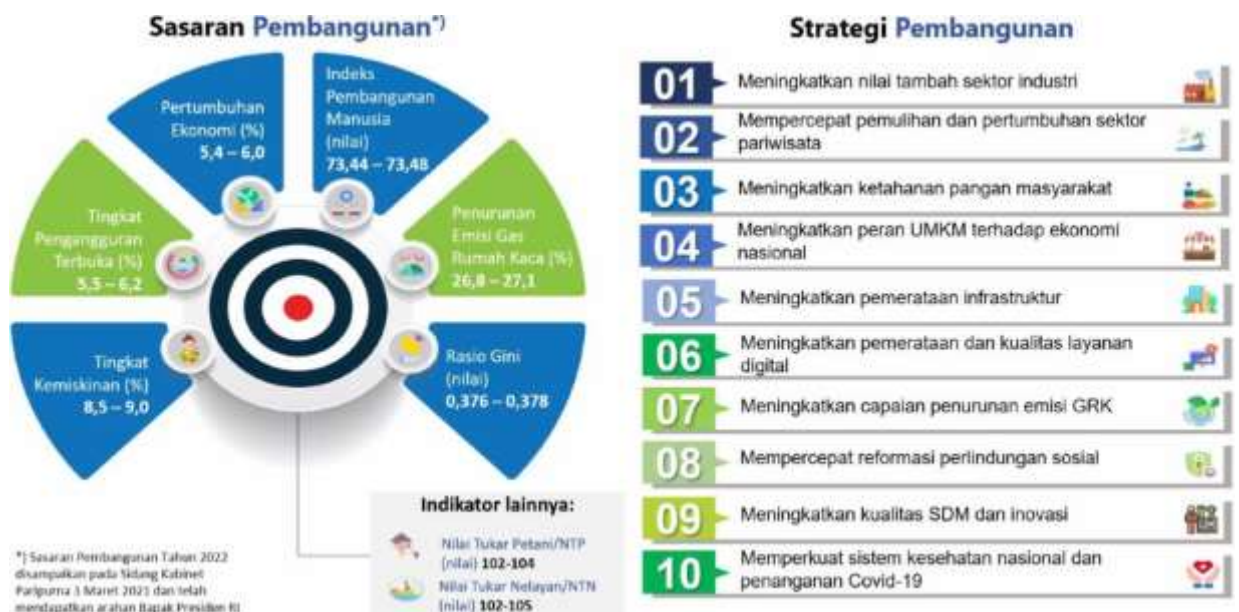 Sasaran Pembangunan*)
Pertumbuhan
Ekonomi (%)
5,4 – 6,0
Indeks
Pembangunan
Manusia
(nilai)
73,44 – 73,48
Tingkat
Pengangguran
Terbuka (%)
5,5 – 6,2
Penurunan
Emisi Gas
Rumah Kaca (%)
26,8 – 27,1
Tingkat
Kemiskinan (%)
8,5 – 9,0
Rasio Gini
(nilai)
0,376 – 0,378
Indikator lainnya:
Nilai Tukar Petani/NTP
(nilai) 102-104
Nilai Tukar Nelayan/NTN
(nilai) 102-105
*) Sasaran Pembangunan Tahun 2022
disampaikan pada Sidang Kabinet
Paripurna 3 Maret 2021 dan telah
mendapatkan arahan Bapak Presiden RI
Strategi Pembangunan
01 Meningkatkan nilai tambah sektor industri
02 Mempercepat pemulihan dan pertumbuhan sektor
pariwisata
03 Meningkatkan ketahanan pangan masyarakat
04 Meningkatkan peran UMKM terhadap ekonomi
nasional
05 Meningkatkan pemerataan infrastruktur
06 Meningkatkan pemerataan dan kualitas layanan
digital
07 Meningkatkan capaian penurunan emisi GRK
08 Mempercepat reformasi perlindungan sosial
09 Meningkatkan kualitas SDM dan inovasi
10 Memperkuat sistem kesehatan nasional dan
penanganan Covid-19